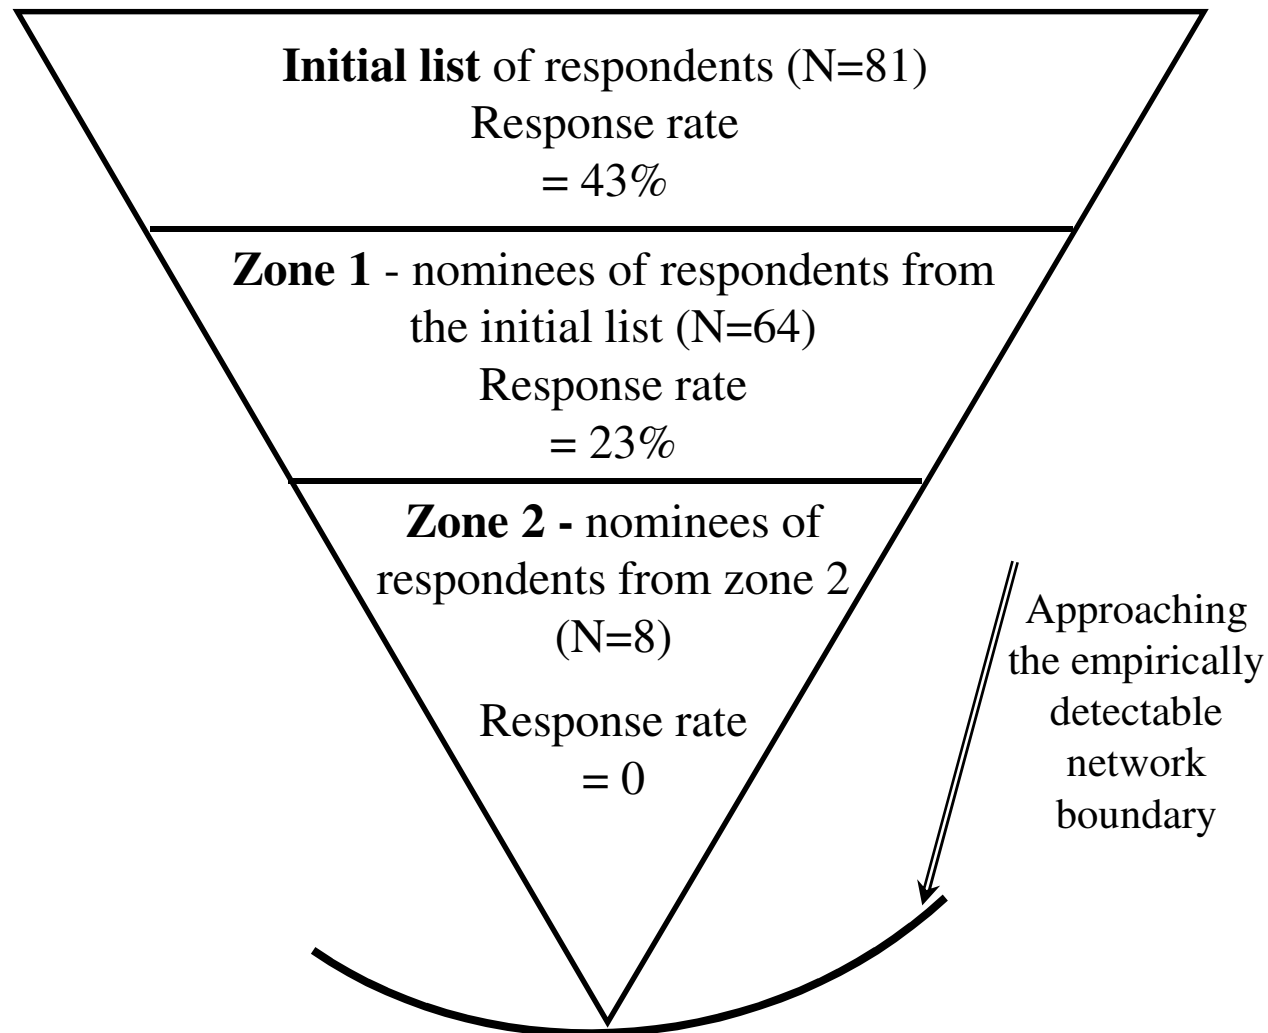 Initial list of respondents (N=81)
Response rate
= 43%
Zone 1 - nominees of respondents from
the initial list (N=64)
Response rate
= 23%
Zone 2 - nominees of
respondents from zone 2
(N=8)
Response rate
= 0
Approaching
the empirically
detectable
network
boundary